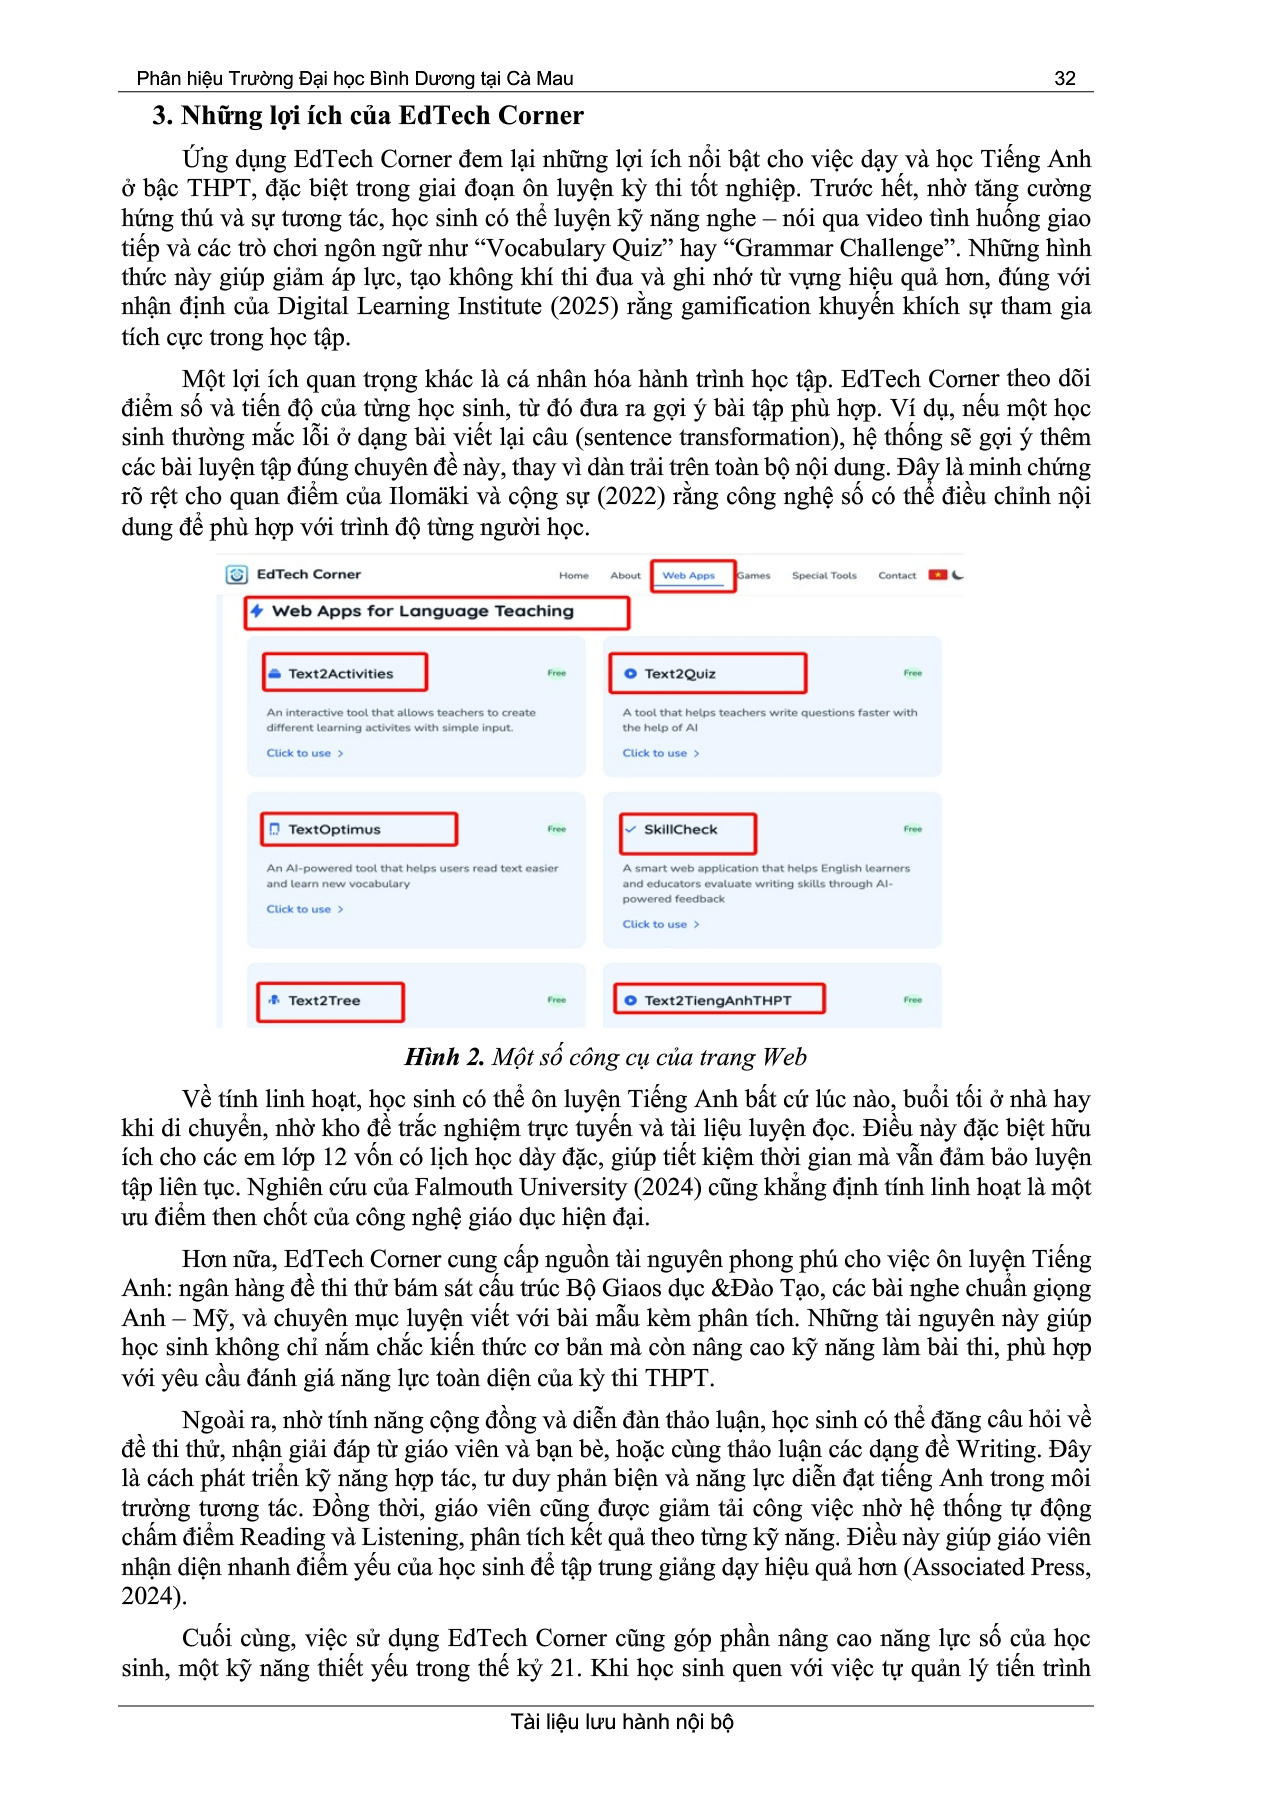 Phân hiệu Trường Đại học Bình Dương tại Cà Mau 32
3. Những lợi ích của EdTech Corner
Ứng dụng EdTech Corner đem lại những lợi ích nổi bật cho việc dạy và học Tiếng Anh
ở bậc THPT, đặc biệt trong giai đoạn ôn luyện kỳ thi tốt nghiệp. Trước hết, nhờ tăng cường
hứng thú và sự tương tác, học sinh có thể luyện kỹ năng nghe – nói qua video tình huống giao
tiếp và các trò chơi ngôn ngữ như “Vocabulary Quiz” hay “Grammar Challenge”. Những hình
thức này giúp giảm áp lực, tạo không khí thi đua và ghi nhớ từ vựng hiệu quả hơn, đúng với
nhận định của Digital Learning Institute (2025) rằng gamification khuyến khích sự tham gia
tích cực trong học tập.
Một lợi ích quan trọng khác là cá nhân hóa hành trình học tập. EdTech Corner theo dõi
điểm số và tiến độ của từng học sinh, từ đó đưa ra gợi ý bài tập phù hợp. Ví dụ, nếu một học
sinh thường mắc lỗi ở dạng bài viết lại câu (sentence transformation), hệ thống sẽ gợi ý thêm
các bài luyện tập đúng chuyên đề này, thay vì dàn trải trên toàn bộ nội dung. Đây là minh chứng
rõ rệt cho quan điểm của Ilomäki và cộng sự (2022) rằng công nghệ số có thể điều chỉnh nội
dung để phù hợp với trình độ từng người học.
EdTech Corner Home About Web Apps Games Special Tools Contact
Web Apps for Language Teaching
Text2Activities Free
An interactive tool that allows teachers to create
different learning activites with simple input.
Click to use >
Text2Quiz Free
A tool that helps teachers write questions faster with
the help of AI
Click to use >
TextOptimus Free
An AI-powered tool that helps users read text easier
and learn new vocabulary
Click to use >
SkillCheck Free
A smart web application that helps English learners
and educators evaluate writing skills through AI-
powered feedback
Click to use >
Text2Tree Free
Text2TiengAnhTHPT Free
Hình 2. Một số công cụ của trang Web
Về tính linh hoạt, học sinh có thể ôn luyện Tiếng Anh bất cứ lúc nào, buổi tối ở nhà hay
khi di chuyển, nhờ kho đề trắc nghiệm trực tuyến và tài liệu luyện đọc. Điều này đặc biệt hữu
ích cho các em lớp 12 vốn có lịch học dày đặc, giúp tiết kiệm thời gian mà vẫn đảm bảo luyện
tập liên tục. Nghiên cứu của Falmouth University (2024) cũng khẳng định tính linh hoạt là một
ưu điểm then chốt của công nghệ giáo dục hiện đại.
Hơn nữa, EdTech Corner cung cấp nguồn tài nguyên phong phú cho việc ôn luyện Tiếng
Anh: ngân hàng đề thi thử bám sát cấu trúc Bộ Giaos dục &Đào Tạo, các bài nghe chuẩn giọng
Anh – Mỹ, và chuyên mục luyện viết với bài mẫu kèm phân tích. Những tài nguyên này giúp
học sinh không chỉ nắm chắc kiến thức cơ bản mà còn nâng cao kỹ năng làm bài thi, phù hợp
với yêu cầu đánh giá năng lực toàn diện của kỳ thi THPT.
Ngoài ra, nhờ tính năng cộng đồng và diễn đàn thảo luận, học sinh có thể đăng câu hỏi về
đề thi thử, nhận giải đáp từ giáo viên và bạn bè, hoặc cùng thảo luận các dạng đề Writing. Đây
là cách phát triển kỹ năng hợp tác, tư duy phản biện và năng lực diễn đạt tiếng Anh trong môi
trường tương tác. Đồng thời, giáo viên cũng được giảm tải công việc nhờ hệ thống tự động
chấm điểm Reading và Listening, phân tích kết quả theo từng kỹ năng. Điều này giúp giáo viên
nhận diện nhanh điểm yếu của học sinh để tập trung giảng dạy hiệu quả hơn (Associated Press,
2024).
Cuối cùng, việc sử dụng EdTech Corner cũng góp phần nâng cao năng lực số của học
sinh, một kỹ năng thiết yếu trong thế kỷ 21. Khi học sinh quen với việc tự quản lý tiến trình
Tài liệu lưu hành nội bộ